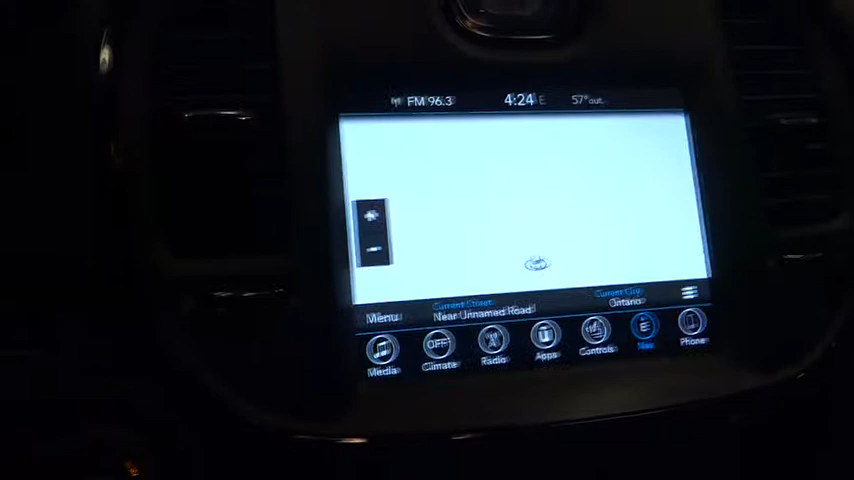 FM 96.3 4:24 E 57° out.
Current Street: Current City:
Menu Near Unnamed Road Ontario
OFF
Media Climate Radio Apps Controls Nav Phone